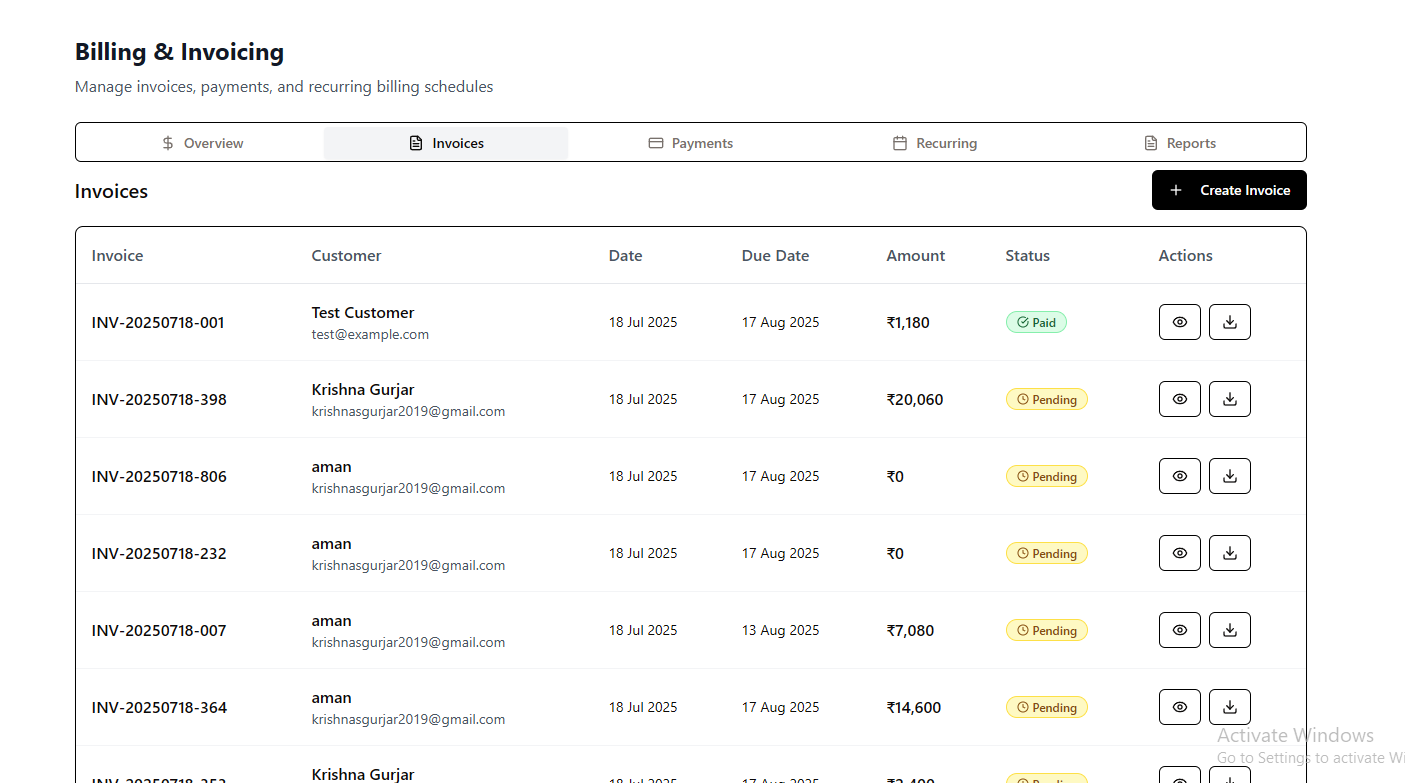 Billing & Invoicing
Manage invoices, payments, and recurring billing schedules
Overview Invoices Payments Recurring Reports
Invoices
Create Invoice
Invoice Customer Date Due Date Amount Status Actions
INV-20250718-001 Test Customer test@example.com 18 Jul 2025 17 Aug 2025 ₹1,180 Paid
INV-20250718-398 Krishna Gurjar krishnasgurjar2019@gmail.com 18 Jul 2025 17 Aug 2025 ₹20,060 Pending
INV-20250718-806 aman krishnasgurjar2019@gmail.com 18 Jul 2025 17 Aug 2025 ₹0 Pending
INV-20250718-232 aman krishnasgurjar2019@gmail.com 18 Jul 2025 17 Aug 2025 ₹0 Pending
INV-20250718-007 aman krishnasgurjar2019@gmail.com 18 Jul 2025 13 Aug 2025 ₹7,080 Pending
INV-20250718-364 aman krishnasgurjar2019@gmail.com 18 Jul 2025 17 Aug 2025 ₹14,600 Pending
Activate Windows
Go to Settings to activate Wi
Krishna Gurjar